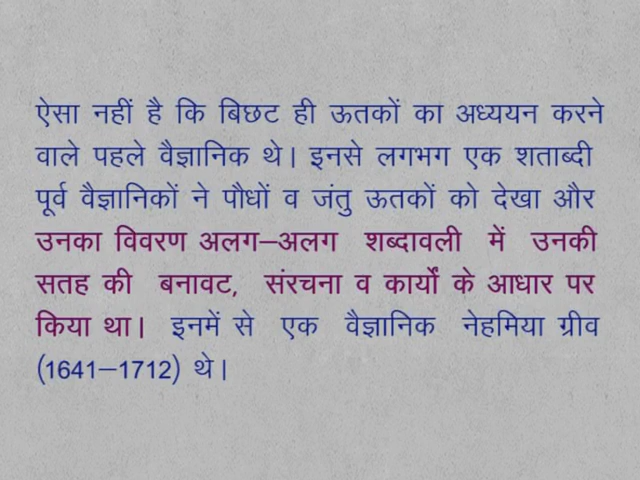 ऐसा नहीं है कि बिछट ही ऊतकों का अध्ययन करने
वाले पहले वैज्ञानिक थे। इनसे लगभग एक शताब्दी
पूर्व वैज्ञानिकों ने पौधों व जंतु ऊतकों को देखा और
उनका विवरण अलग–अलग शब्दावली में उनकी
सतह की बनावट, संरचना व कार्यों के आधार पर
किया था। इनमें से एक वैज्ञानिक नेहमिया ग्रीव
(1641–1712) थे।